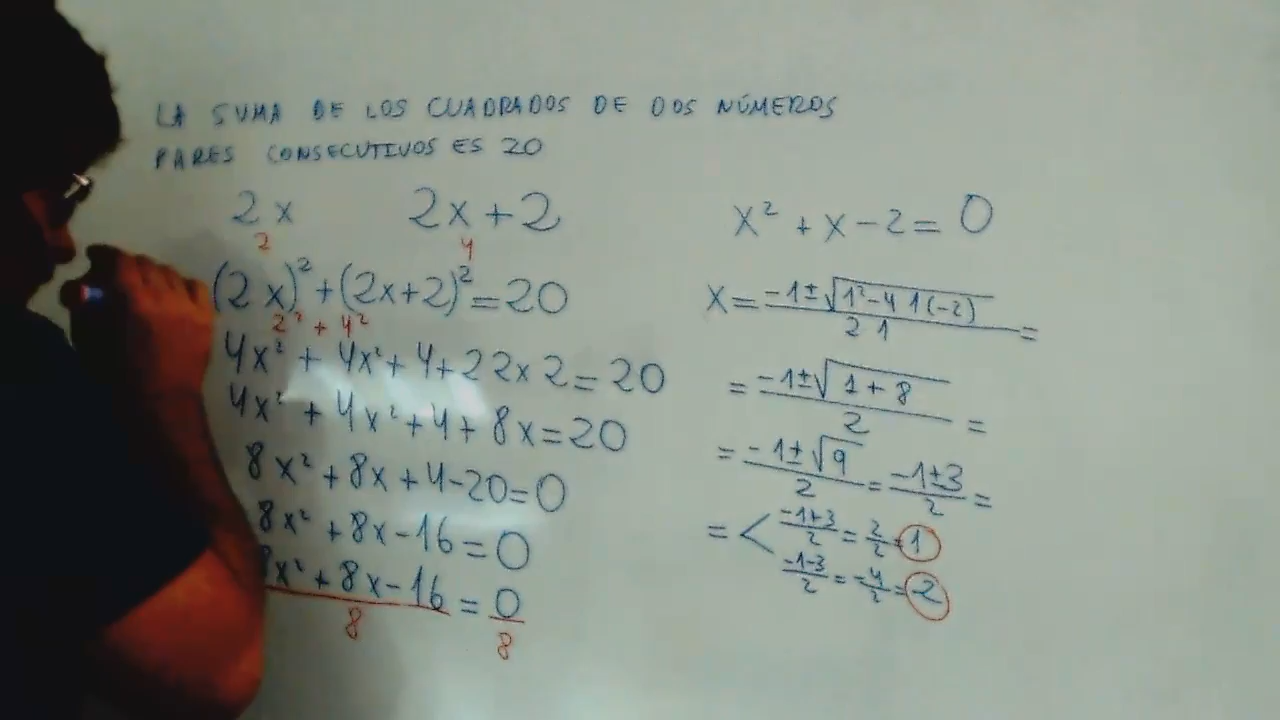 LA SUMA DE LOS CUADRADOS DE DOS NÚMEROS
PARES CONSECUTIVOS ES 20
2x 2x+2
2 4
(2x)²+(2x+2)²=20
2²+4²
4x²+4x²+4+22x2=20
4x²+4x²+4+8x=20
8x²+8x+4-20=0
8x²+8x-16=0
8x²+8x-16/8=0/8
x²+x-2=0
x=-1±√1²-4 1(-2)/2 1=
=-1±√1+8/2=
=-1±√9/2=-1±3/2=
=< -1+3/2=2/2=1
-1-3/2=-4/2=-2